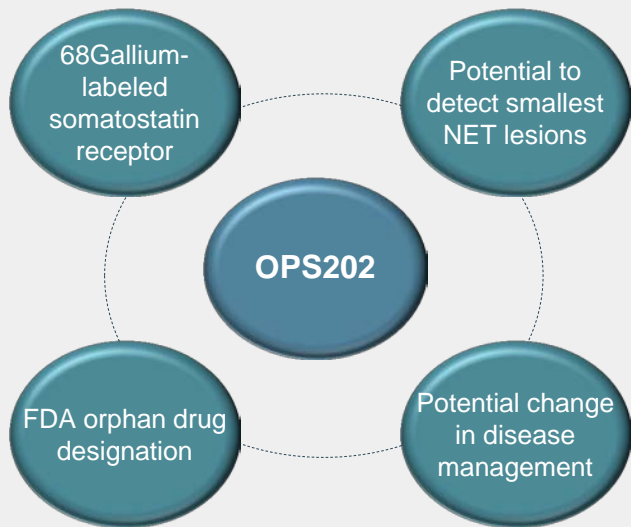 68Gallium-
labeled
somatostatin
receptor
Potential to
detect smallest
NET lesions
OPS202
FDA orphan drug
designation
Potential change
in disease
management